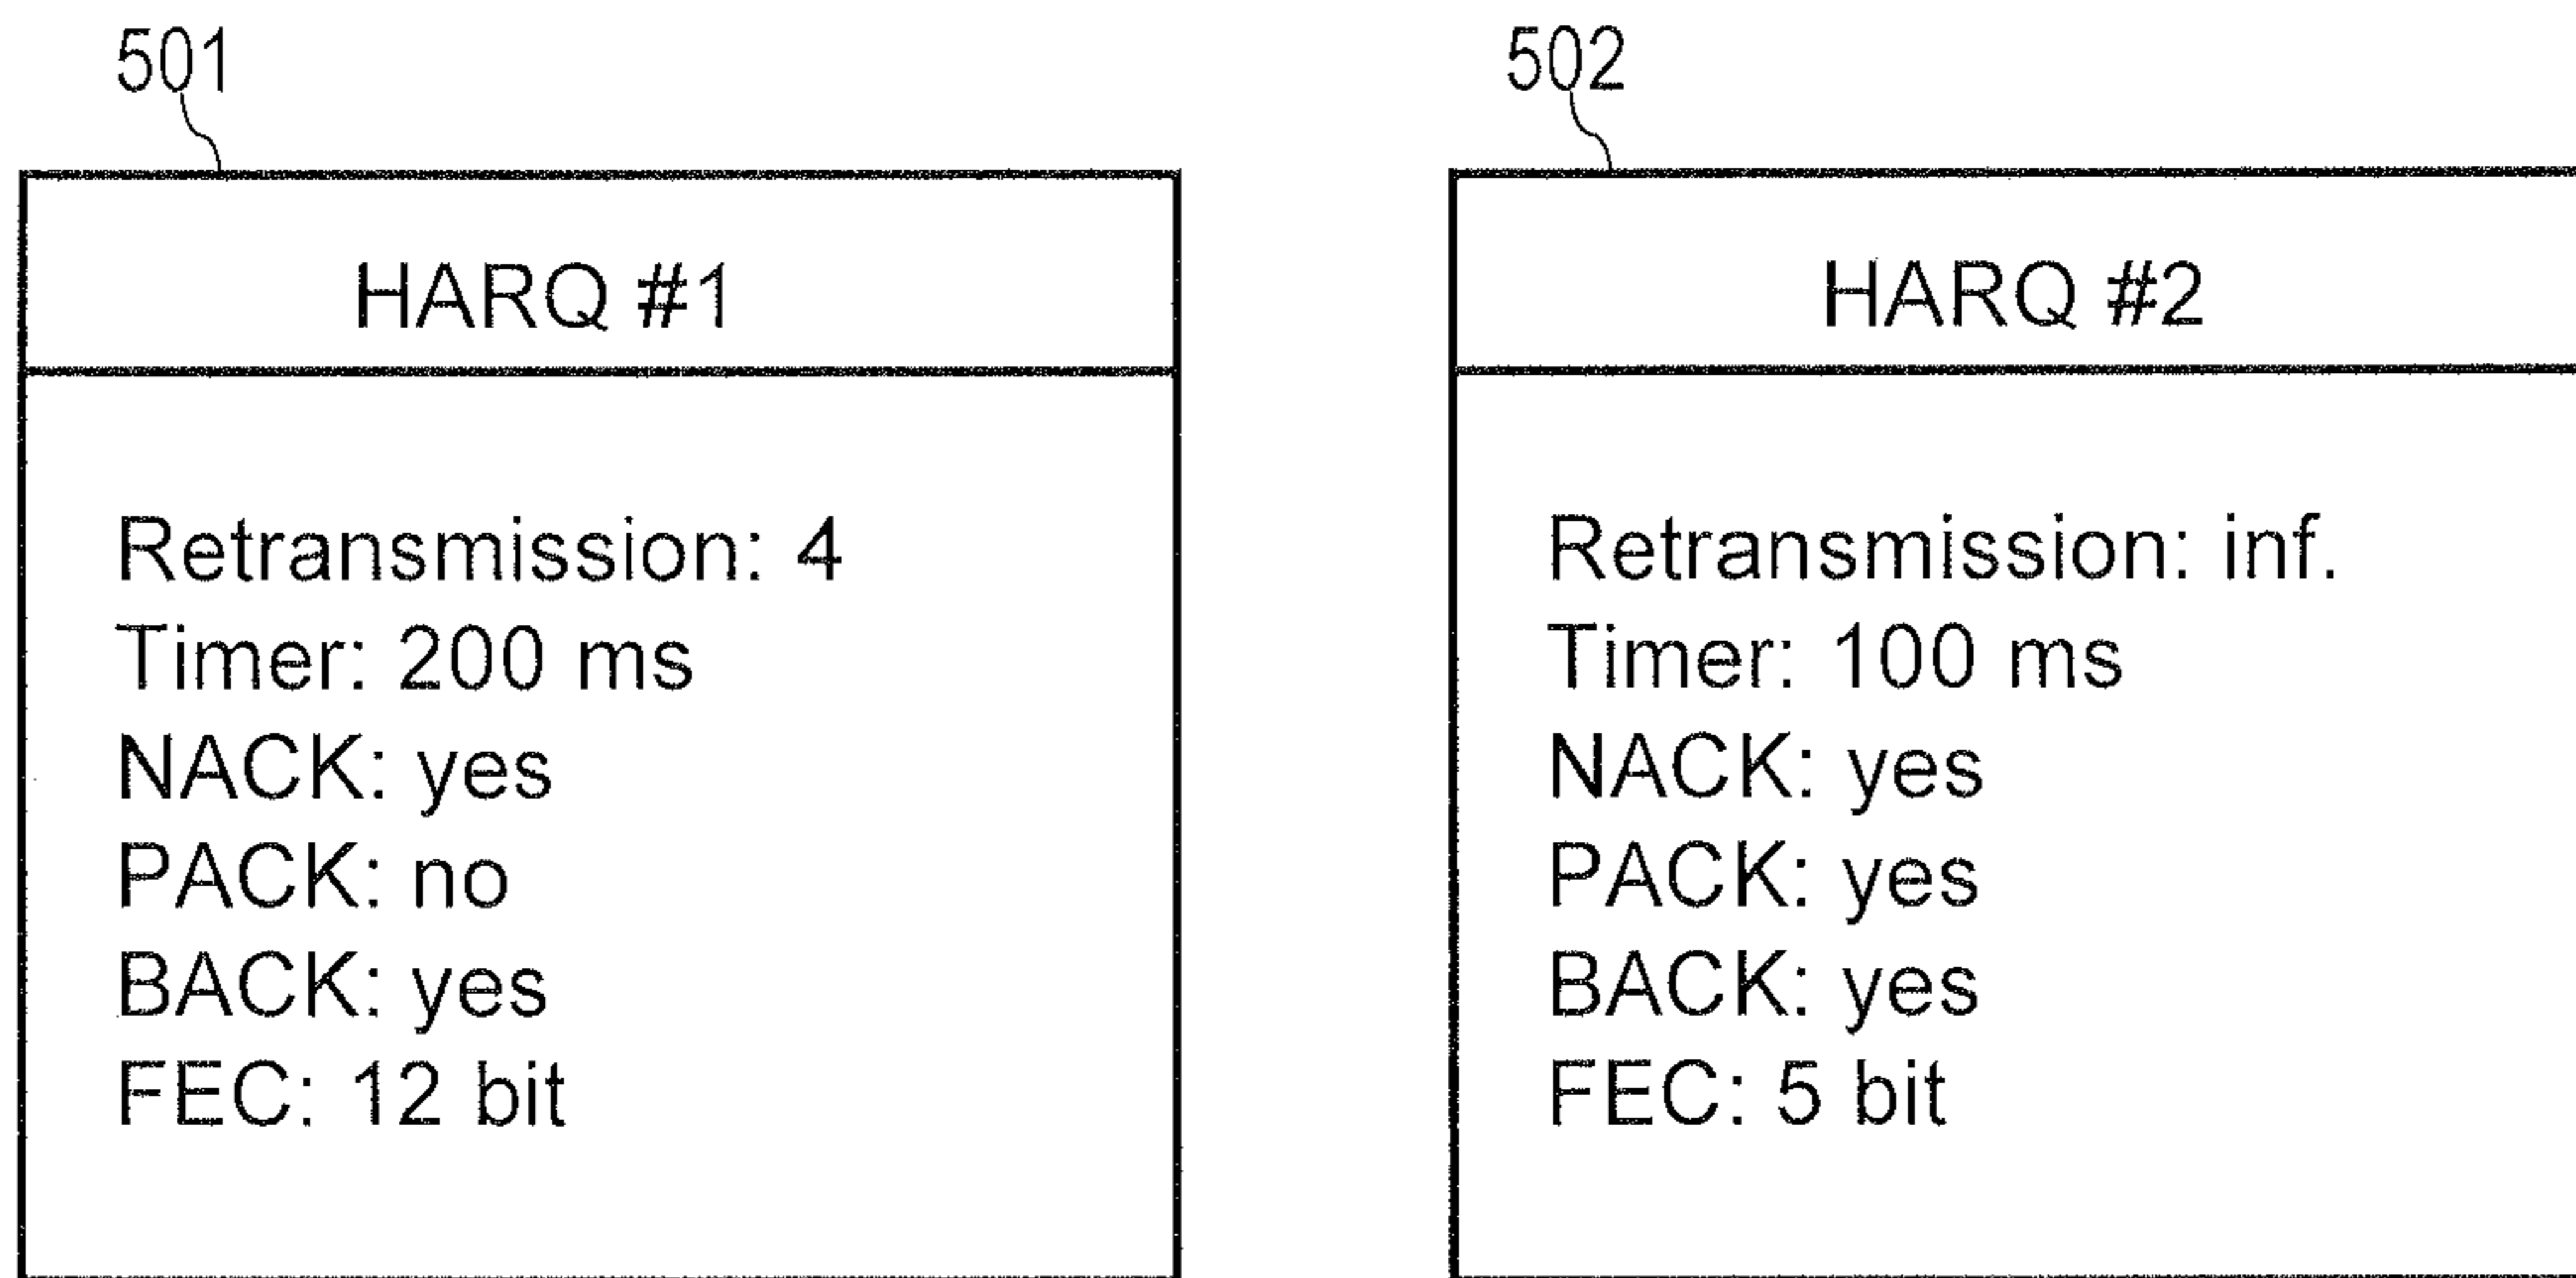 501
HARQ #1
Retransmission: 4
Timer: 200 ms
NACK: yes
PACK: no
BACK: yes
FEC: 12 bit
502
HARQ #2
Retransmission: inf.
Timer: 100 ms
NACK: yes
PACK: yes
BACK: yes
FEC: 5 bit